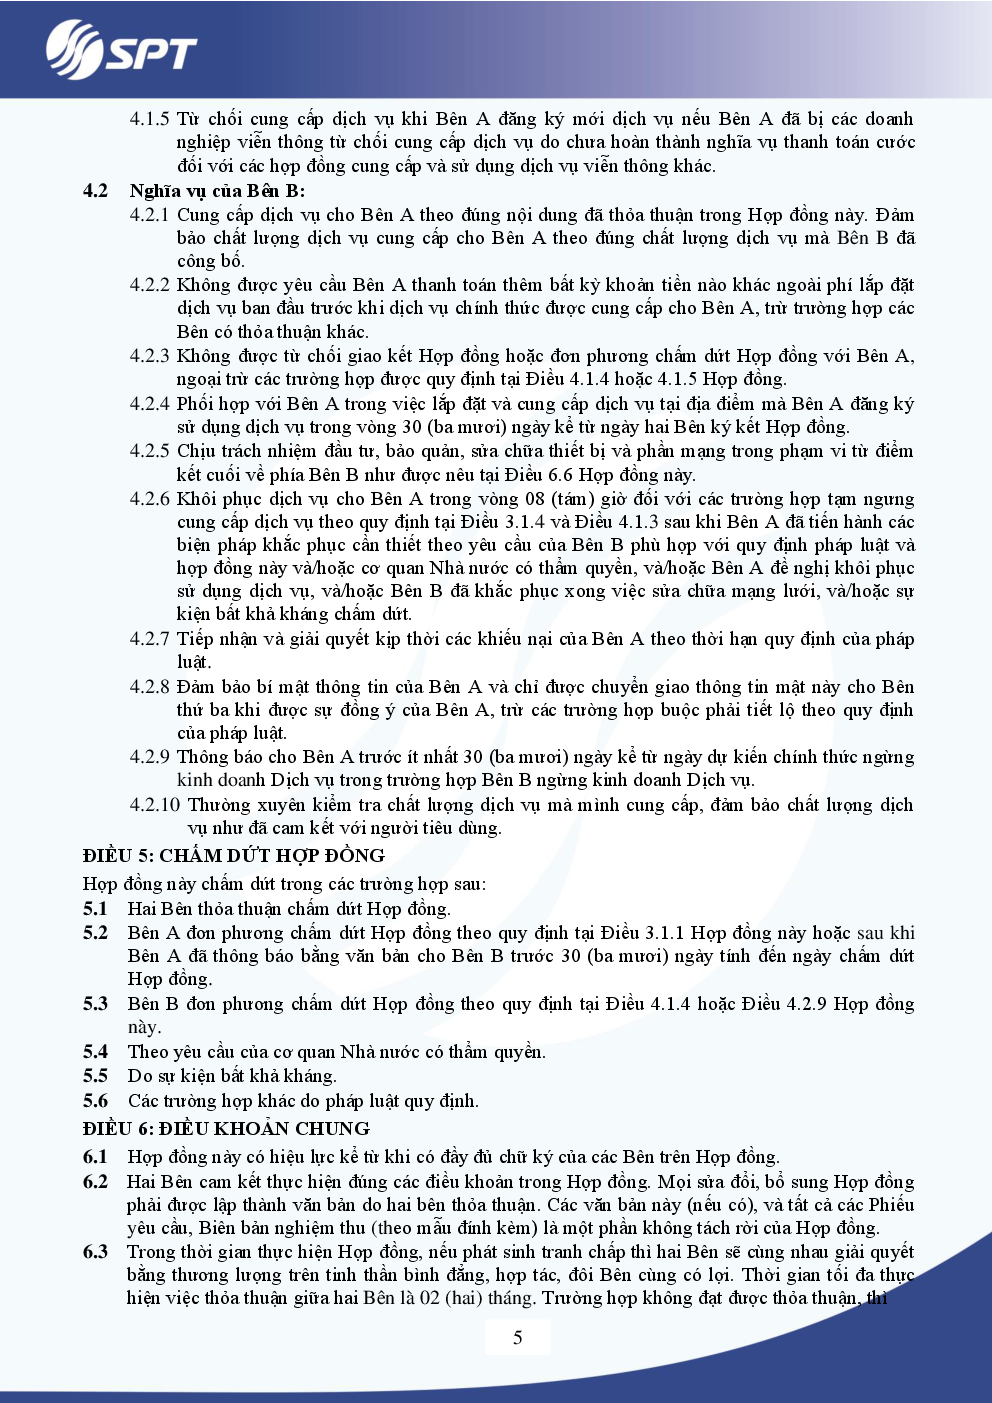 SPT
4.1.5 Từ chối cung cấp dịch vụ khi Bên A đăng ký mới dịch vụ nếu Bên A đã bị các doanh
nghiệp viễn thông từ chối cung cấp dịch vụ do chưa hoàn thành nghĩa vụ thanh toán cước
đối với các hợp đồng cung cấp và sử dụng dịch vụ viễn thông khác.
4.2 Nghĩa vụ của Bên B:
4.2.1 Cung cấp dịch vụ cho Bên A theo đúng nội dung đã thỏa thuận trong Hợp đồng này. Đảm
bảo chất lượng dịch vụ cung cấp cho Bên A theo đúng chất lượng dịch vụ mà Bên B đã
công bố.
4.2.2 Không được yêu cầu Bên A thanh toán thêm bất kỳ khoản tiền nào khác ngoài phí lắp đặt
dịch vụ ban đầu trước khi dịch vụ chính thức được cung cấp cho Bên A, trừ trường hợp các
Bên có thỏa thuận khác.
4.2.3 Không được từ chối giao kết Hợp đồng hoặc đơn phương chấm dứt Hợp đồng với Bên A,
ngoại trừ các trường hợp được quy định tại Điều 4.1.4 hoặc 4.1.5 Hợp đồng.
4.2.4 Phối hợp với Bên A trong việc lắp đặt và cung cấp dịch vụ tại địa điểm mà Bên A đăng ký
sử dụng dịch vụ trong vòng 30 (ba mươi) ngày kể từ ngày hai Bên ký kết Hợp đồng.
4.2.5 Chịu trách nhiệm đầu tư, bảo quản, sửa chữa thiết bị và phần mạng trong phạm vi từ điểm
kết cuối về phía Bên B như được nêu tại Điều 6.6 Hợp đồng này.
4.2.6 Khôi phục dịch vụ cho Bên A trong vòng 08 (tám) giờ đối với các trường hợp tạm ngưng
cung cấp dịch vụ theo quy định tại Điều 3.1.4 và Điều 4.1.3 sau khi Bên A đã tiến hành các
biện pháp khắc phục cần thiết theo yêu cầu của Bên B phù hợp với quy định pháp luật và
hợp đồng này và/hoặc cơ quan Nhà nước có thẩm quyền, và/hoặc Bên A đề nghị khôi phục
sử dụng dịch vụ, và/hoặc Bên B đã khắc phục xong việc sửa chữa mạng lưới, và/hoặc sự
kiện bất khả kháng chấm dứt.
4.2.7 Tiếp nhận và giải quyết kịp thời các khiếu nại của Bên A theo thời hạn quy định của pháp
luật.
4.2.8 Đảm bảo bí mật thông tin của Bên A và chỉ được chuyển giao thông tin mật này cho Bên
thứ ba khi được sự đồng ý của Bên A, trừ các trường hợp buộc phải tiết lộ theo quy định
của pháp luật.
4.2.9 Thông báo cho Bên A trước ít nhất 30 (ba mươi) ngày kể từ ngày dự kiến chính thức ngừng
kinh doanh Dịch vụ trong trường hợp Bên B ngừng kinh doanh Dịch vụ.
4.2.10 Thường xuyên kiểm tra chất lượng dịch vụ mà mình cung cấp, đảm bảo chất lượng dịch
vụ như đã cam kết với người tiêu dùng.
ĐIỀU 5: CHẤM DỨT HỢP ĐỒNG
Hợp đồng này chấm dứt trong các trường hợp sau:
5.1 Hai Bên thỏa thuận chấm dứt Hợp đồng.
5.2 Bên A đơn phương chấm dứt Hợp đồng theo quy định tại Điều 3.1.1 Hợp đồng này hoặc sau khi
Bên A đã thông báo bằng văn bản cho Bên B trước 30 (ba mươi) ngày tính đến ngày chấm dứt
Hợp đồng.
5.3 Bên B đơn phương chấm dứt Hợp đồng theo quy định tại Điều 4.1.4 hoặc Điều 4.2.9 Hợp đồng
này.
5.4 Theo yêu cầu của cơ quan Nhà nước có thẩm quyền.
5.5 Do sự kiện bất khả kháng.
5.6 Các trường hợp khác do pháp luật quy định.
ĐIỀU 6: ĐIỀU KHOẢN CHUNG
6.1 Hợp đồng này có hiệu lực kể từ khi có đầy đủ chữ ký của các Bên trên Hợp đồng.
6.2 Hai Bên cam kết thực hiện đúng các điều khoản trong Hợp đồng. Mọi sửa đổi, bổ sung Hợp đồng
phải được lập thành văn bản do hai bên thỏa thuận. Các văn bản này (nếu có), và tất cả các Phiếu
yêu cầu, Biên bản nghiệm thu (theo mẫu đính kèm) là một phần không tách rời của Hợp đồng.
6.3 Trong thời gian thực hiện Hợp đồng, nếu phát sinh tranh chấp thì hai Bên sẽ cùng nhau giải quyết
bằng thương lượng trên tinh thần bình đẳng, hợp tác, đôi Bên cùng có lợi. Thời gian tối đa thực
hiện việc thỏa thuận giữa hai Bên là 02 (hai) tháng. Trường hợp không đạt được thỏa thuận, thì
5